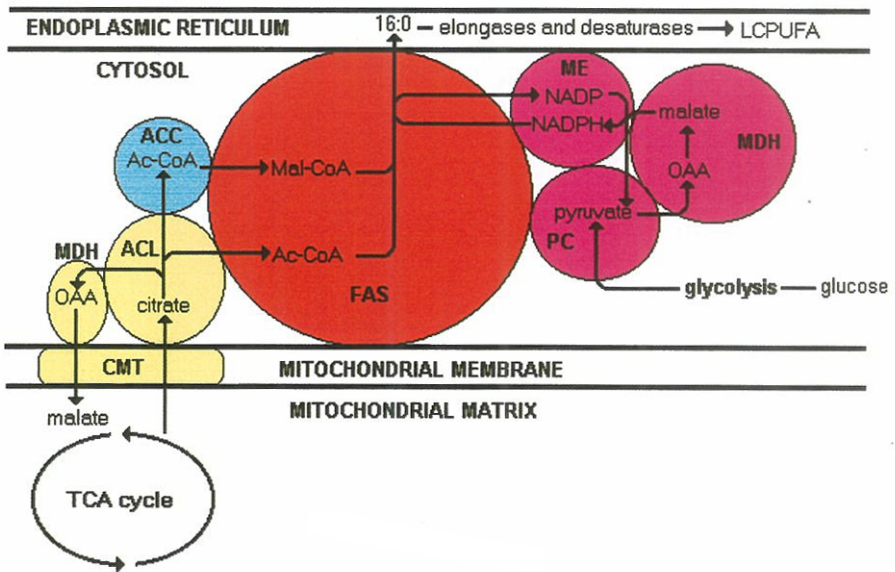 ENDOPLASMIC RETICULUM
16:0 – elongases and desaturases → LCPUFA
CYTOSOL
ME
NADP
NADPH
malate
MDH
OAA
ACC
Ac-CoA
Mal-CoA
pyruvate
PC
MDH
ACL
Ac-CoA
OAA
citrate
FAS
glycolysis
glucose
CMT
MITOCHONDRIAL MEMBRANE
MITOCHONDRIAL MATRIX
malate
TCA cycle